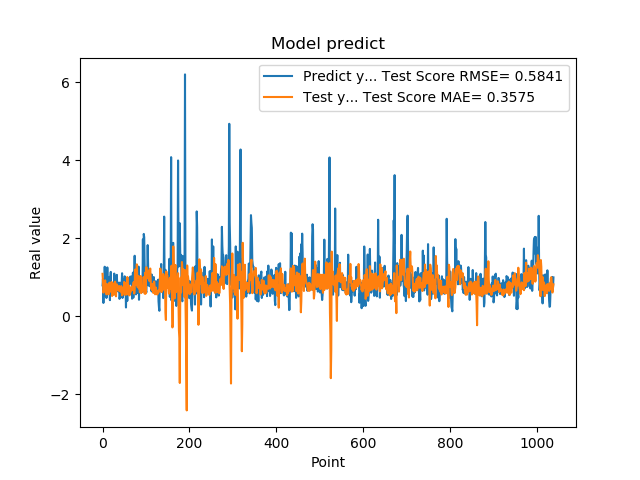 Model predict
Predict y... Test Score RMSE= 0.5841
Test y... Test Score MAE= 0.3575
6
4
2
0
−2
Real value
0 200 400 600 800 1000
Point